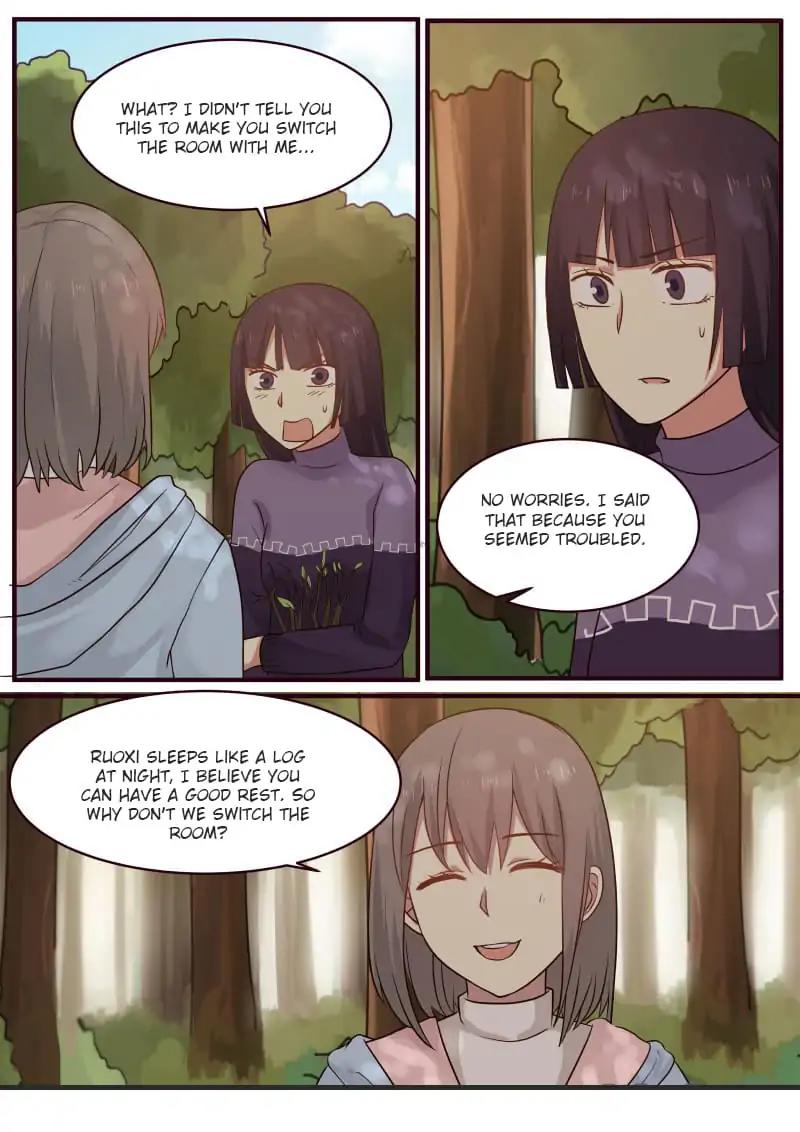 WHAT? I DIDN'T TELL YOU
THIS TO MAKE YOU SWITCH
THE ROOM WITH ME...
NO WORRIES. I SAID
THAT BECAUSE YOU
SEEMED TROUBLED.
RUOXI SLEEPS LIKE A LOG
AT NIGHT, I BELIEVE YOU
CAN HAVE A GOOD REST. SO
WHY DON'T WE SWITCH THE
ROOM?